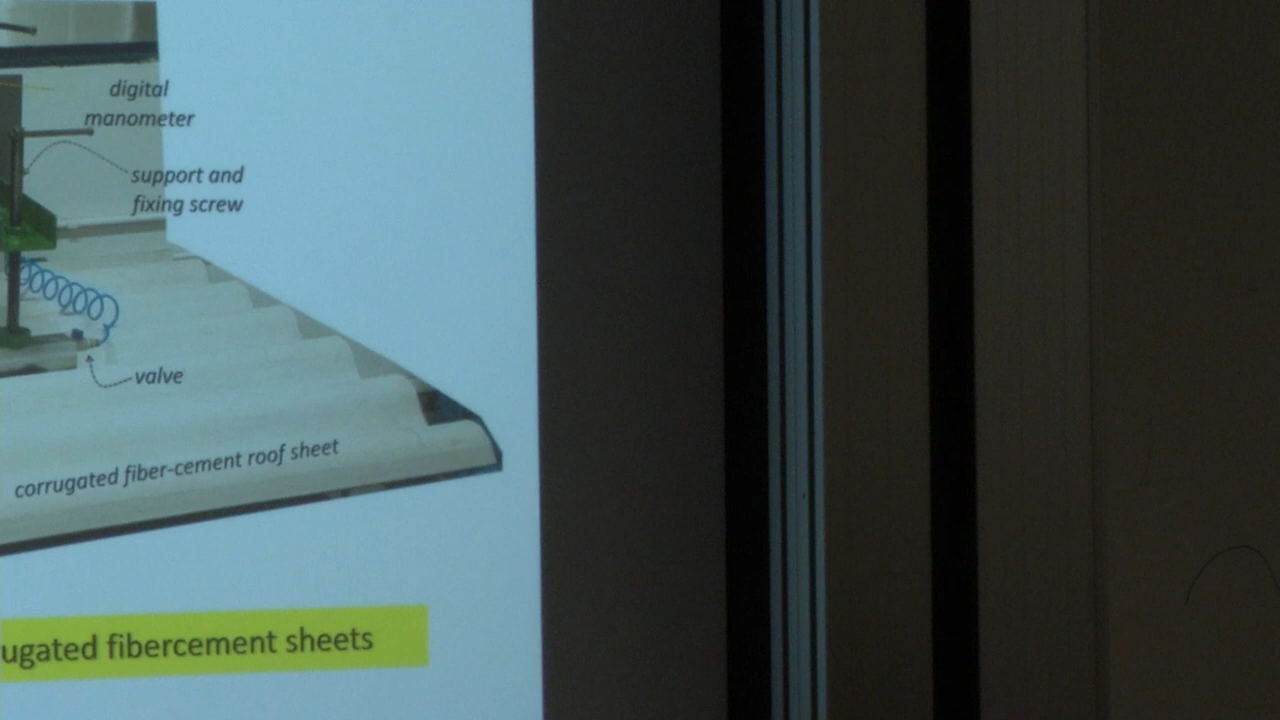 digital
manometer
support and
fixing screw
valve
corrugated fiber-cement roof sheet
ugated fibercement sheets